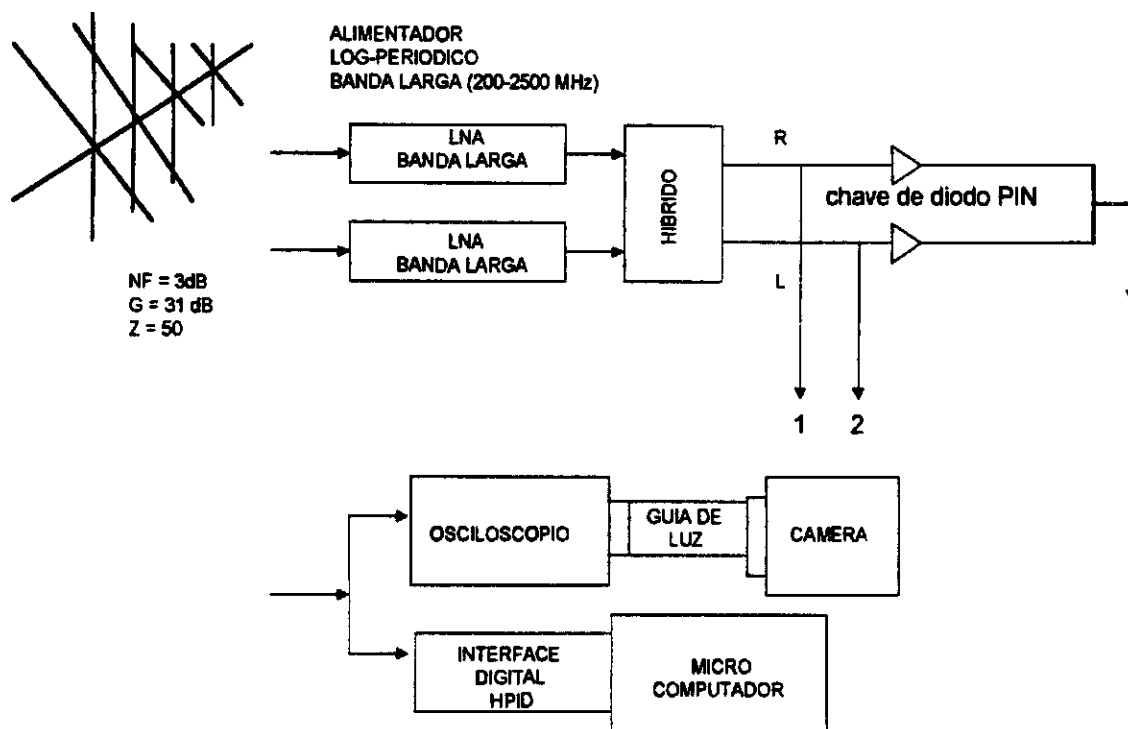 ALIMENTADOR
LOG-PERIODICO
BANDA LARGA (200-2500 MHz)
LNA
BANDA LARGA
LNA
BANDA LARGA
HIBRIDO
R
chave de diodo PIN
L
NF = 3dB
G = 31 dB
Z = 50
1 2
OSCILOSCOPIO
GUIA DE
LUZ
CAMERA
INTERFACE
DIGITAL
HPID
MICRO
COMPUTADOR